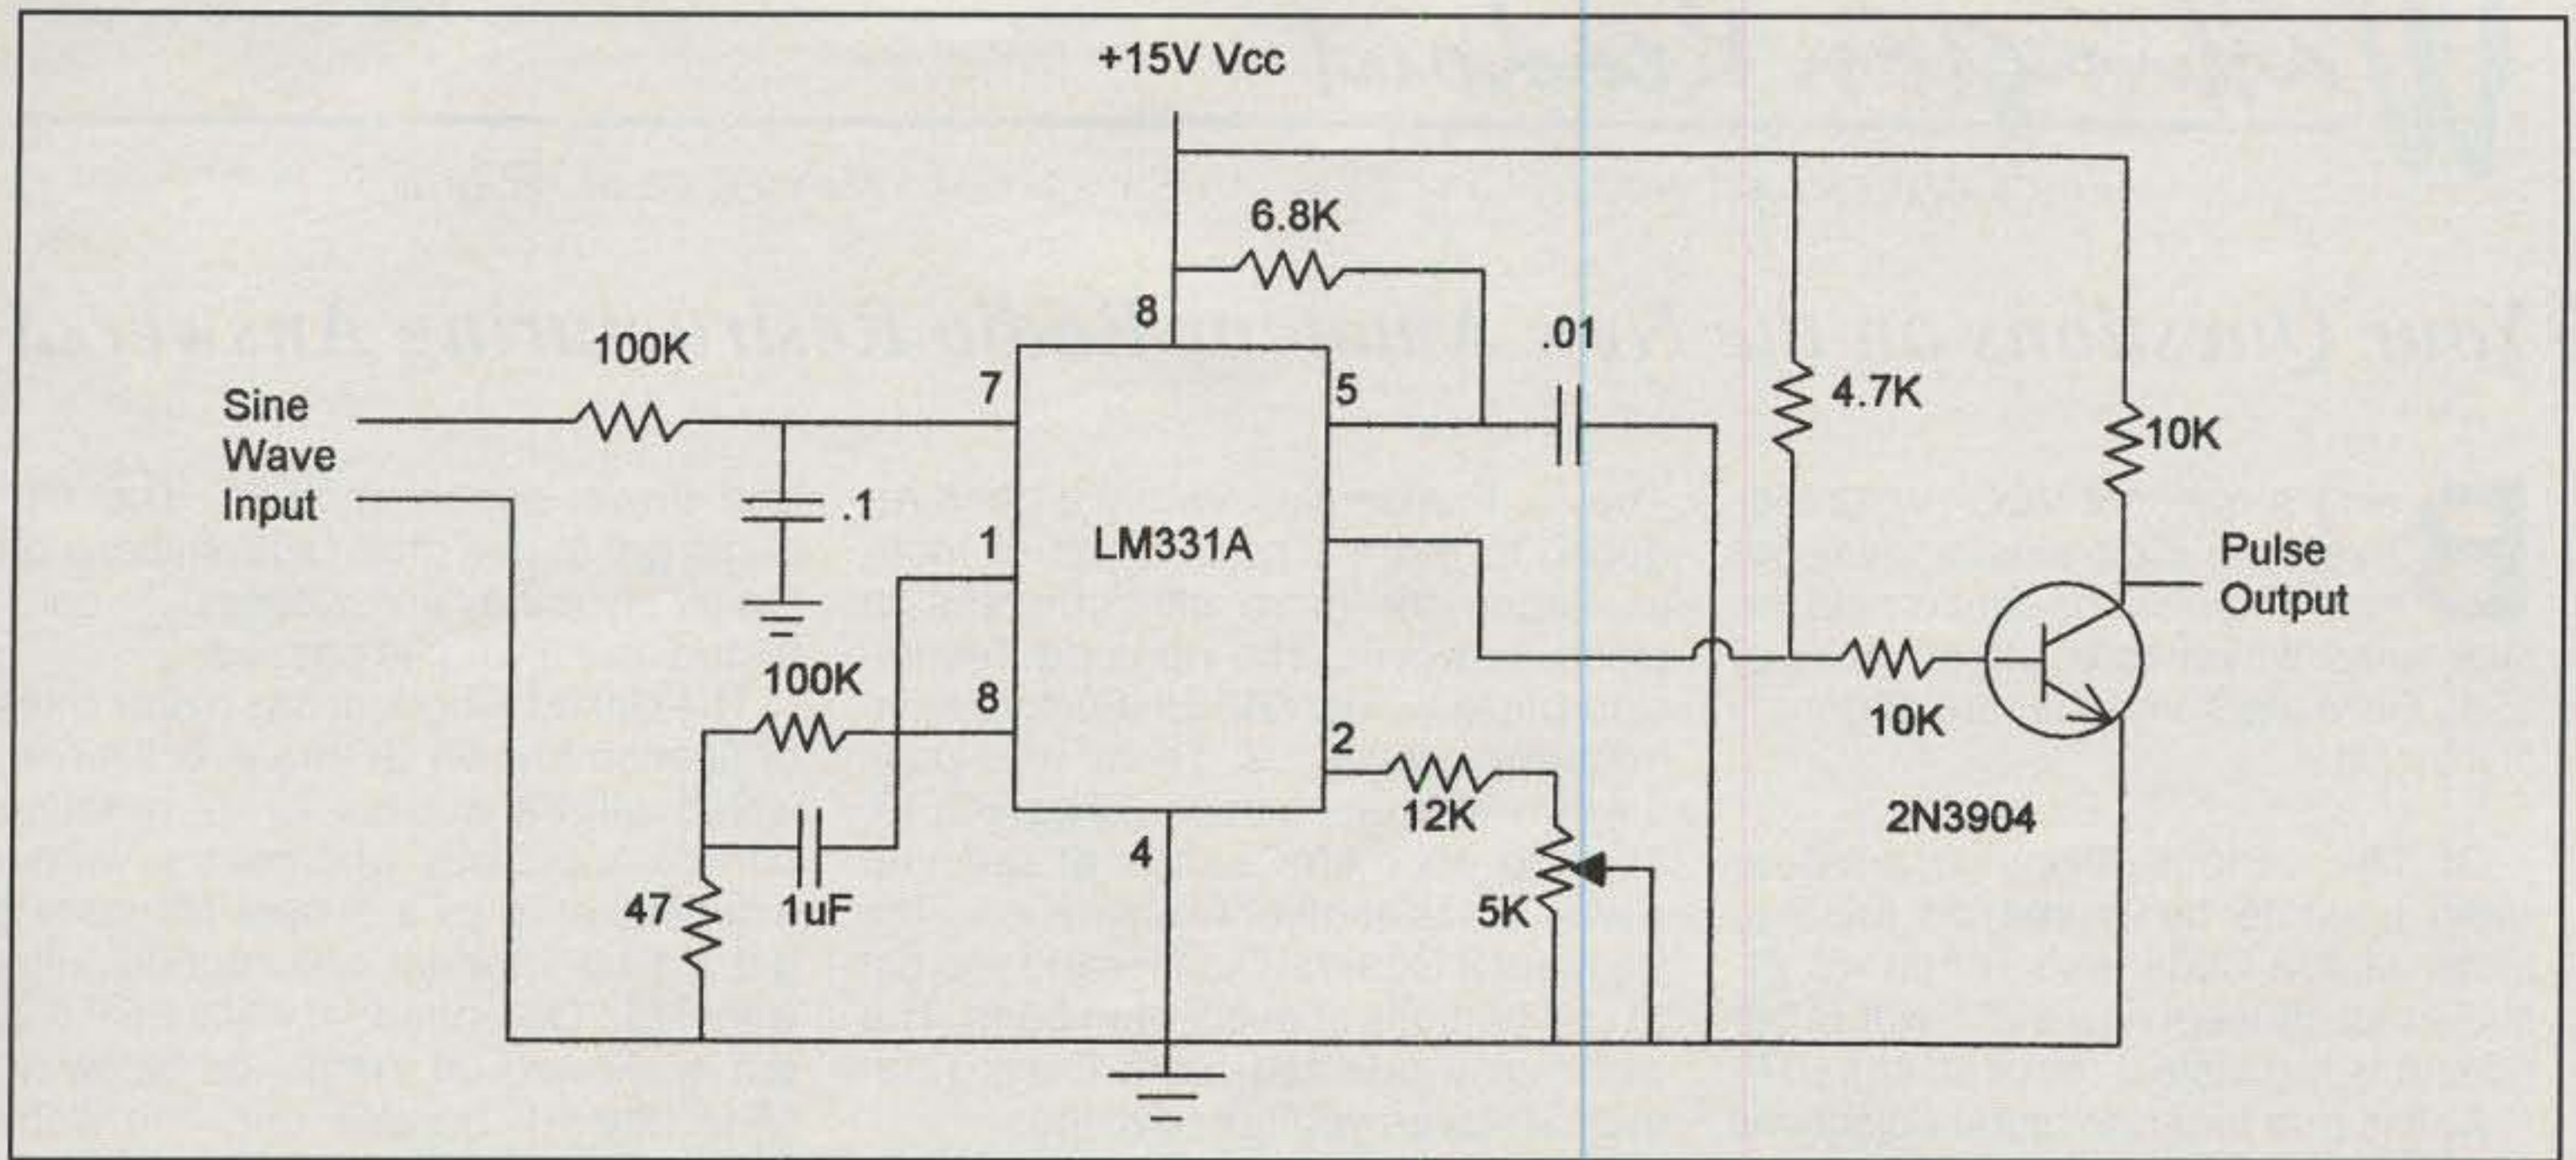 +15V Vcc
6.8K
8
100K
7
5
.01
4.7K
10K
Sine
Wave
Input
.1
1
LM331A
Pulse
Output
100K
8
2
10K
12K
2N3904
4
47
1uF
5K